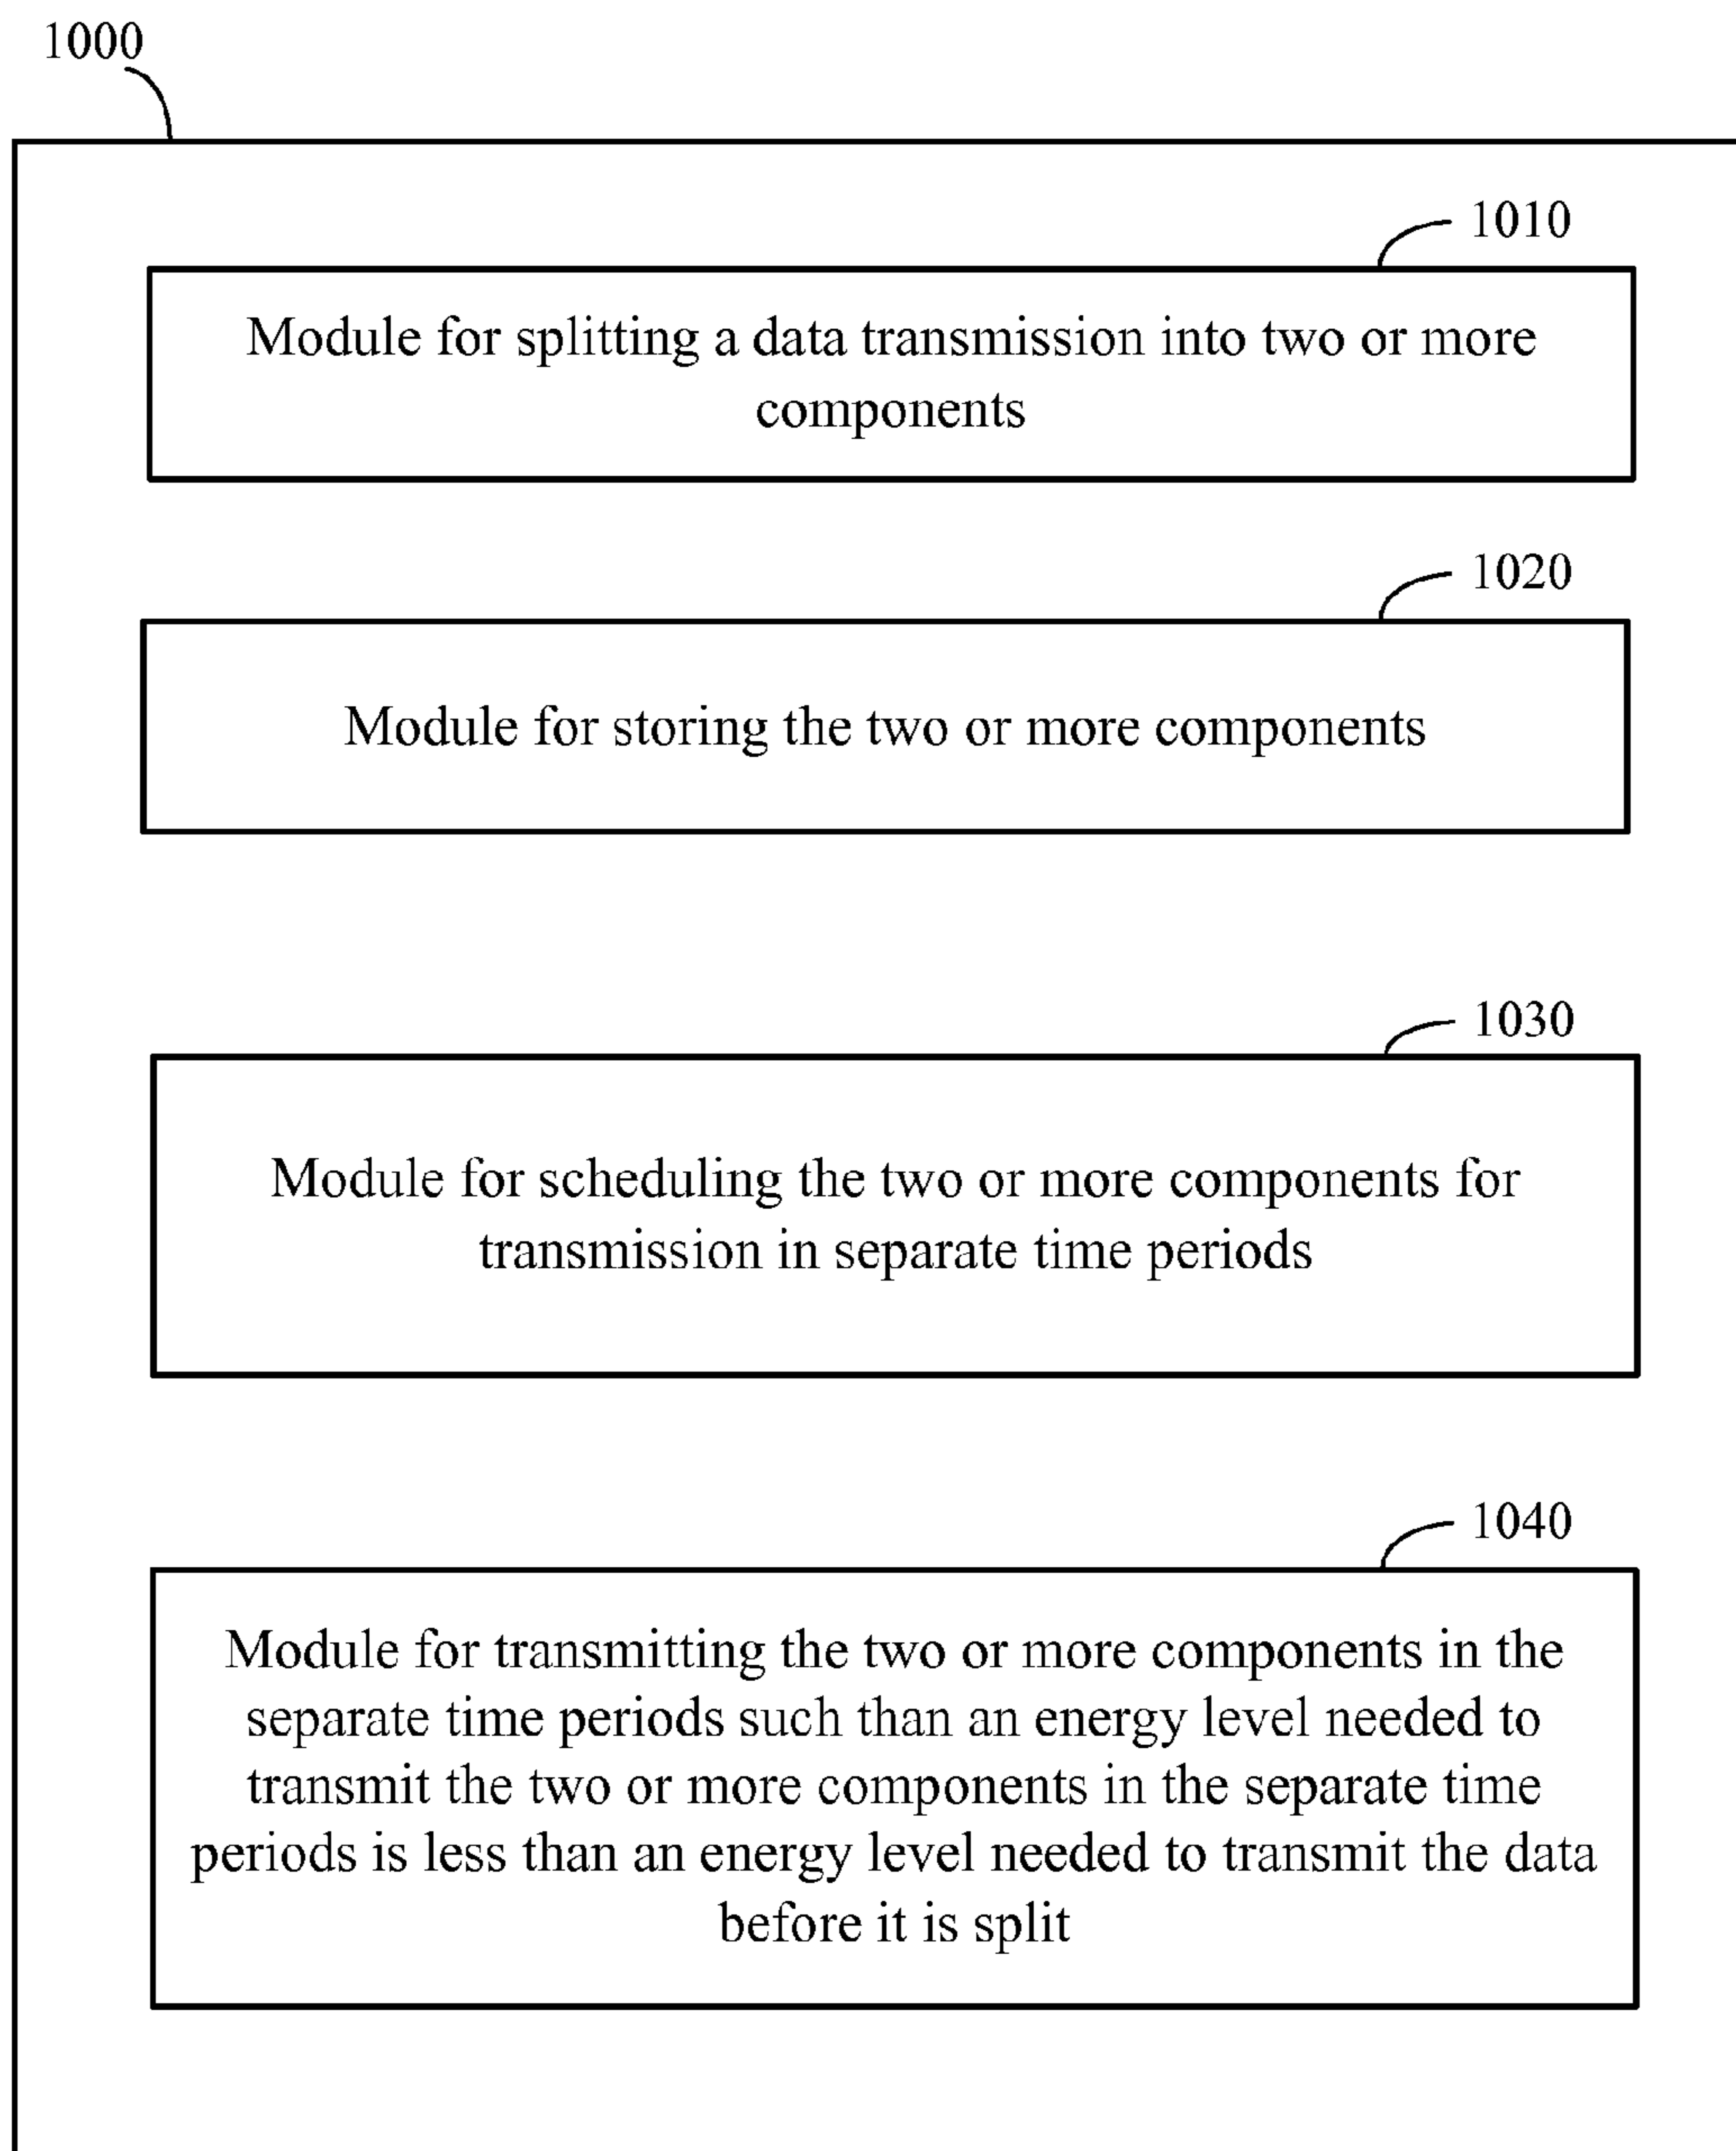 1000
1010
Module for splitting a data transmission into two or more
components
1020
Module for storing the two or more components
1030
Module for scheduling the two or more components for
transmission in separate time periods
1040
Module for transmitting the two or more components in the
separate time periods such than an energy level needed to
transmit the two or more components in the separate time
periods is less than an energy level needed to transmit the data
before it is split